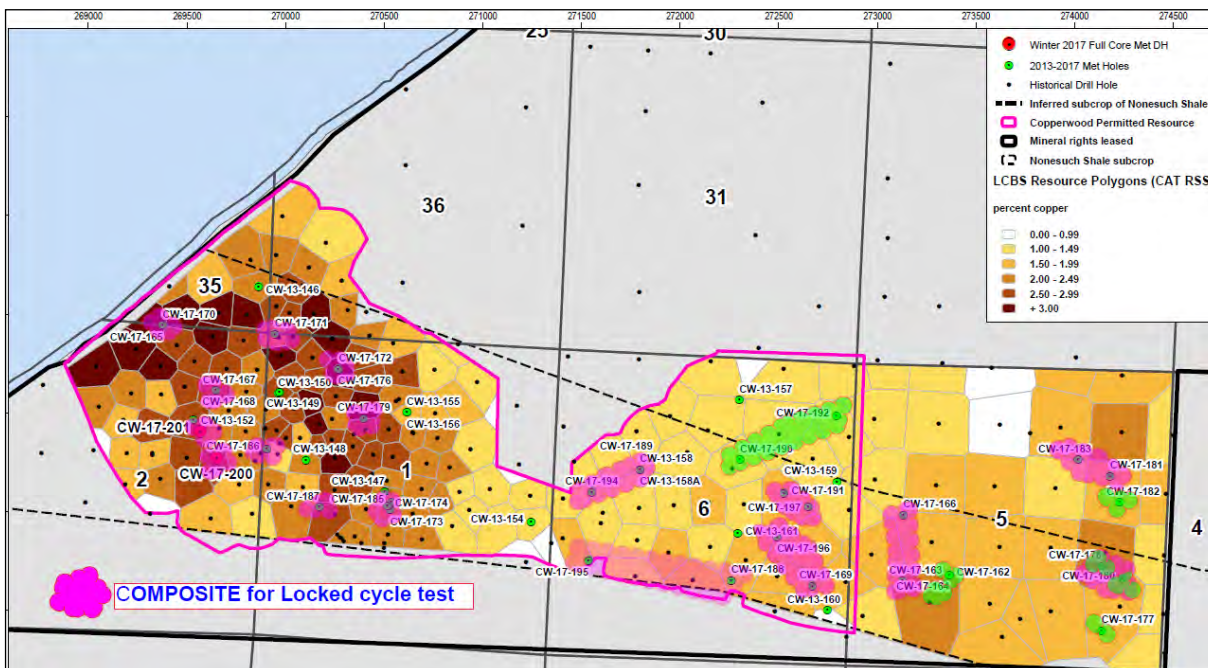 269000 269500 270000 270500 271000 271500 272000 272500 273000 273500 274000 274500
25
30
Winter 2017 Full Core Met DH
2013-2017 Met Holes
Historical Drill Hole
Inferred subcrop of Nonesuch Shale
Copperwood Permitted Resource
Mineral rights leased
Nonesuch Shale subcrop
LCBS Resource Polygons (CAT RSS
percent copper
0.00 - 0.99
1.00 - 1.49
1.50 - 1.99
2.00 - 2.49
2.50 - 2.99
+ 3.00
36
31
35
CW-13-146
CW-17-170
CW-17-171
CW-17-165
CW-17-172
CW-17-167
CW-13-150
CW-17-176
CW-17-168
CW-13-149
CW-17-179
CW-13-155
CW-13-152
CW-13-156
CW-17-201
CW-17-186
CW-13-148
CW-17-200
2
1
CW-13-147
CW-17-187
CW-17-185
CW-17-174
CW-17-173
CW-13-154
CW-13-157
CW-17-192
CW-17-189
CW-13-158
CW-17-198
CW-13-159
CW-13-158A
CW-17-194
CW-17-191
CW-17-197
6
CW-13-161
CW-17-196
CW-17-195
CW-17-188
CW-17-169
CW-13-160
CW-17-183
CW-17-181
CW-17-182
CW-17-166
5
4
CW-17-163
CW-17-162
CW-17-164
CW-17-178
CW-17-180
CW-17-177
COMPOSITE for Locked cycle test